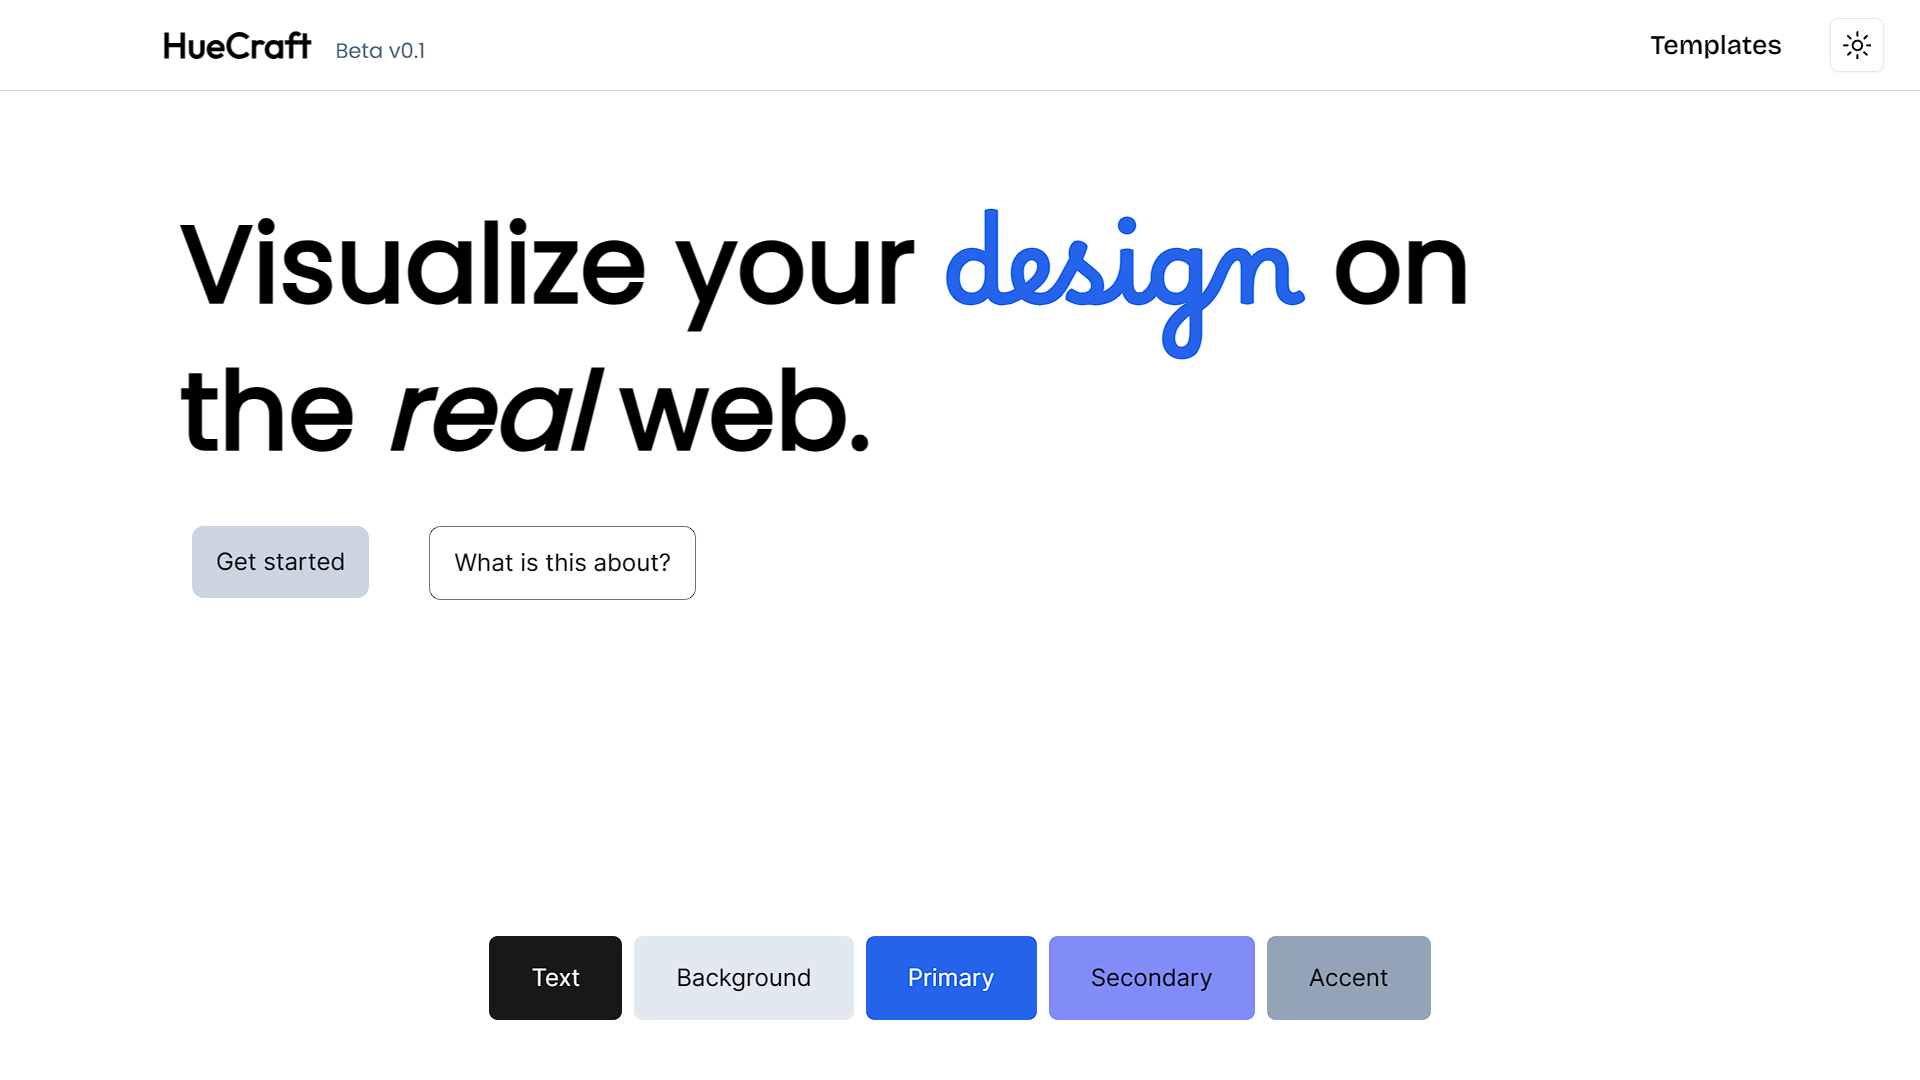 HueCraft Beta v0.1 Templates
Visualize your design on
the real web.
Get started What is this about?
Text Background Primary Secondary Accent